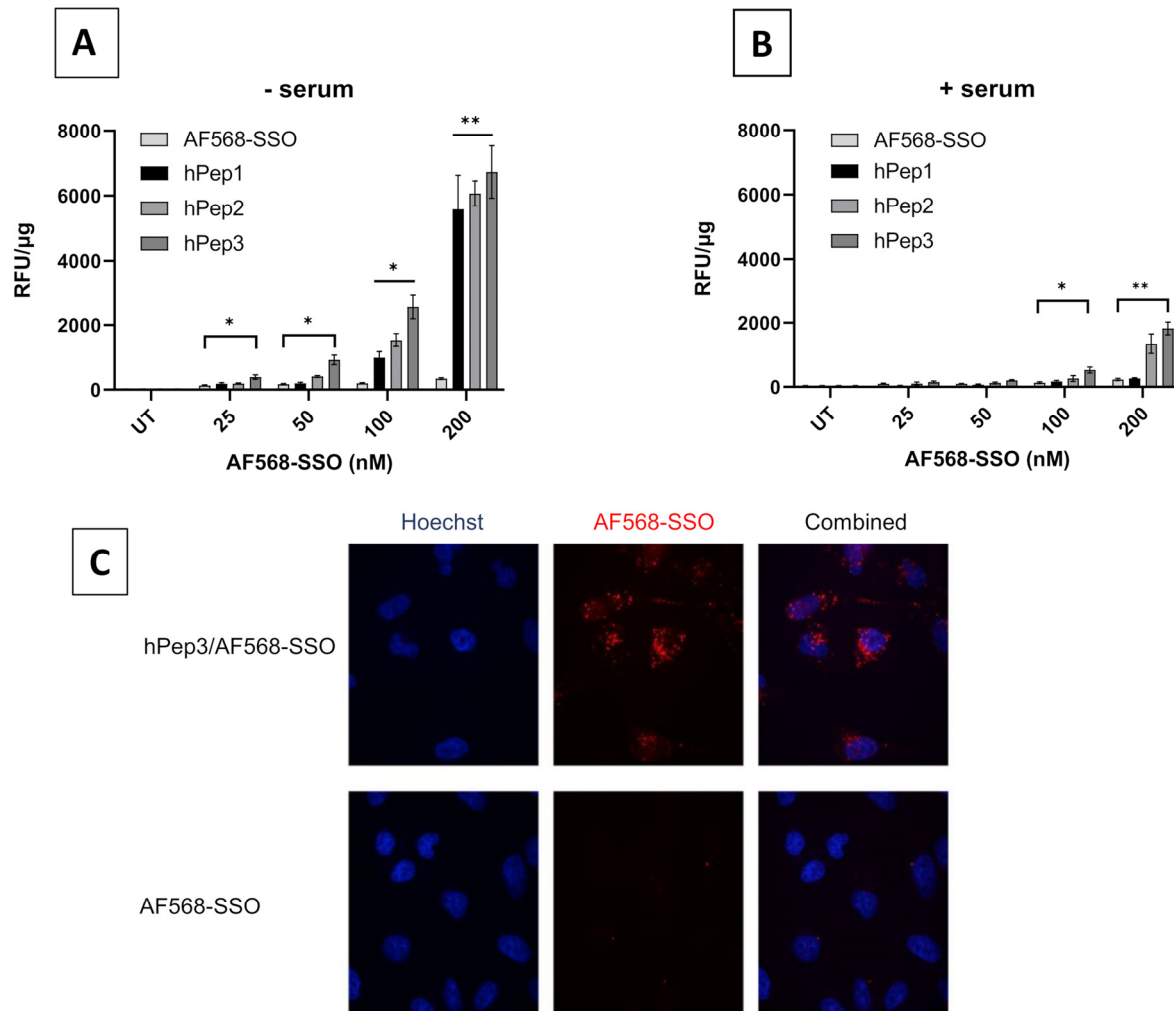 A
- serum
8000
6000
4000
2000
0
RFU/µg
AF568-SSO
hPep1
hPep2
hPep3
*
*
*
**
UT
25
50
100
200
AF568-SSO (nM)
B
+ serum
8000
6000
4000
2000
0
RFU/µg
AF568-SSO
hPep1
hPep2
hPep3
*
**
UT
25
50
100
200
AF568-SSO (nM)
C
Hoechst
AF568-SSO
Combined
hPep3/AF568-SSO
AF568-SSO